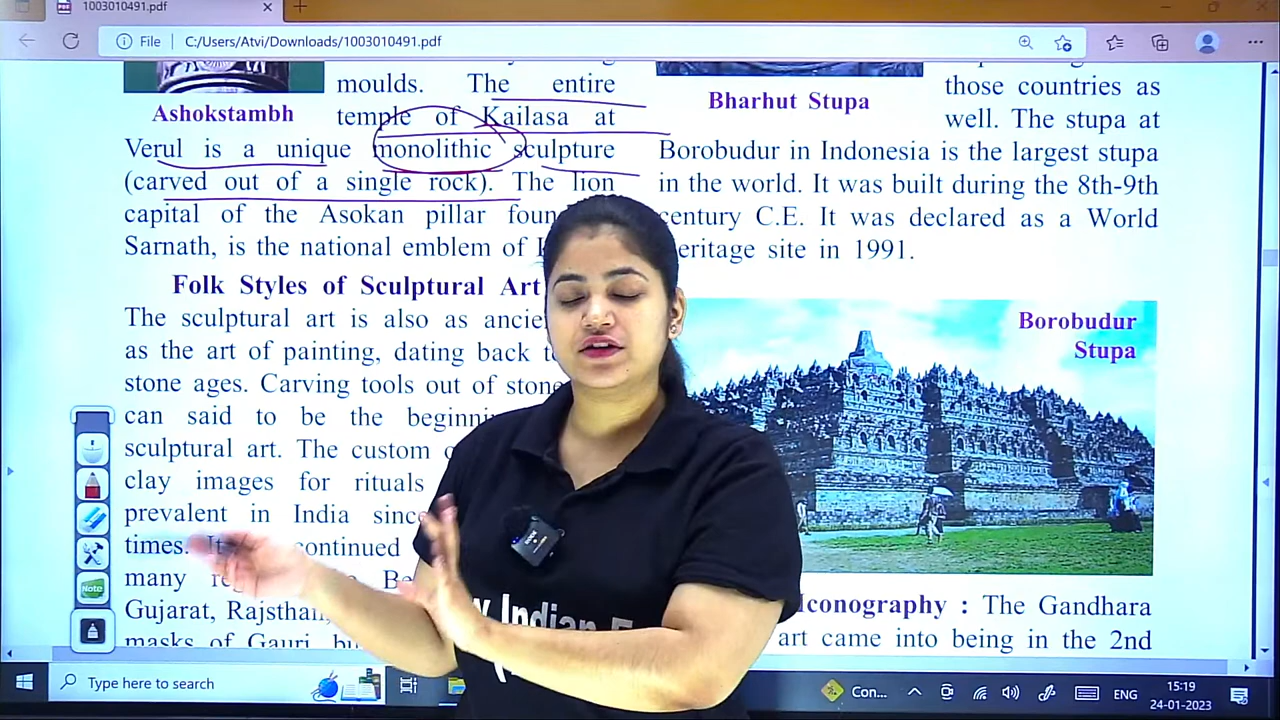 1003010491.pdf
File | C:/Users/Atvi/Downloads/1003010491.pdf
moulds. The entire
Ashokstambh
temple of Kailasa at
Verul is a unique monolithic sculpture
(carved out of a single rock). The lion
capital of the Asokan pillar
Sarnath, is the national emblem of
Folk Styles of Sculptural Art
The sculptural art is also as
as the art of painting, dating back
stone ages. Carving tools out of stone
can said to be the
sculptural art. The custom
clay images for rituals
prevalent in India
times. continued
many
Gujarat,
masks of Gauri,
those countries as
Bharhut Stupa
well. The stupa at
Borobudur in Indonesia is the largest stupa
in the world. It was built during the 8th-9th
century C.E. It was declared as a World
site in 1991.
Borobudur
Stupa
Iconography : The Gandhara
art came into being in the 2nd
Note
Indian
Type here to search
Con...
ENG
15:19
24-01-2023